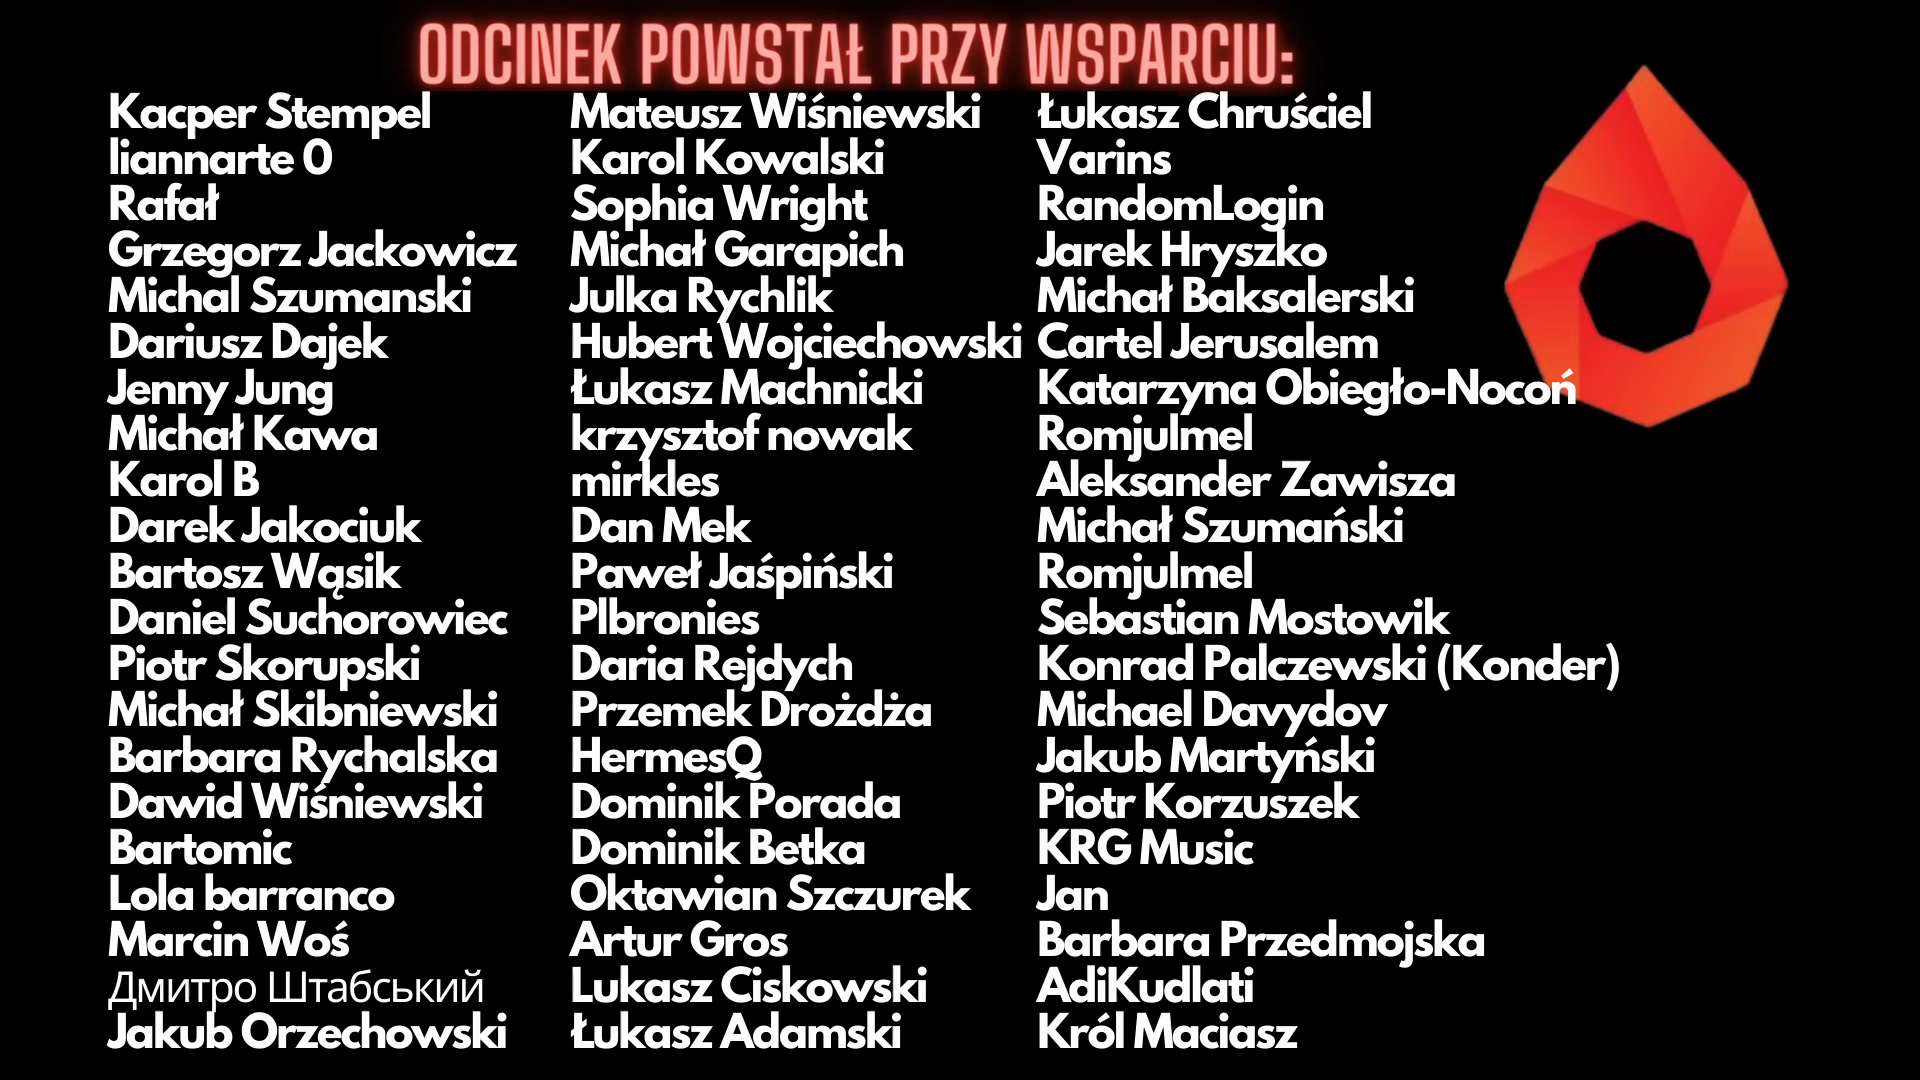 ODCINEK POWSTAŁ PRZY WSPARCIU:
Kacper Stempel
liannarte 0
Rafał
Grzegorz Jackowicz
Michal Szumanski
Dariusz Dajek
Jenny Jung
Michał Kawa
Karol B
Darek Jakociuk
Bartosz Wąsik
Daniel Suchorowiec
Piotr Skorupski
Michał Skibniewski
Barbara Rychalska
Dawid Wiśniewski
Bartomic
Lola barranco
Marcin Woś
Дмитро Штабський
Jakub Orzechowski
Mateusz Wiśniewski
Karol Kowalski
Sophia Wright
Michał Garapich
Julka Rychlik
Hubert Wojciechowski
Łukasz Machnicki
krzysztof nowak
mirkles
Dan Mek
Paweł Jaśpiński
Plbronies
Daria Rejdych
Przemek Drożdża
HermesQ
Dominik Porada
Dominik Betka
Oktawian Szczurek
Artur Gros
Lukasz Ciskowski
Łukasz Adamski
Łukasz Chruściel
Varins
RandomLogin
Jarek Hryszko
Michał Baksalerski
Cartel Jerusalem
Katarzyna Obiegło-Nocoń
Romjulmel
Aleksander Zawisza
Michał Szumański
Romjulmel
Sebastian Mostowik
Konrad Palczewski (Konder)
Michael Davydov
Jakub Martyński
Piotr Korzuszek
KRG Music
Jan
Barbara Przedmojska
AdiKudlati
Król Maciasz